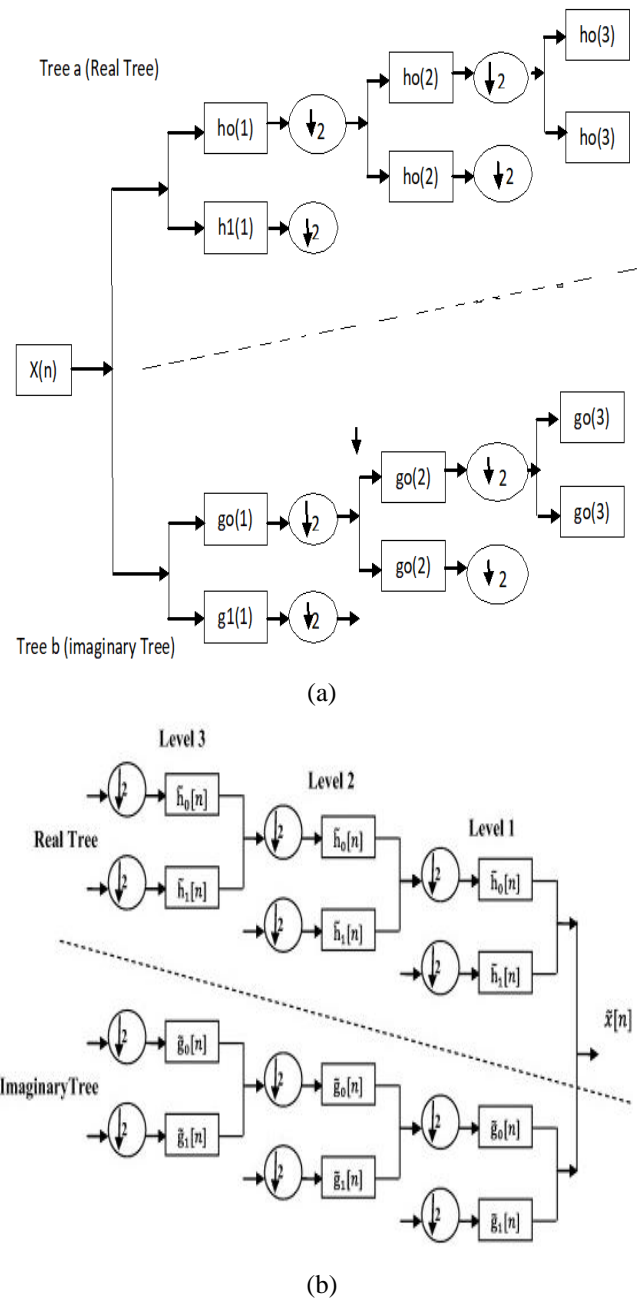 Tree a (Real Tree)
ho(1)
↓2
ho(2)
↓2
ho(3)
ho(3)
ho(2)
↓2
h1(1)
↓2
X(n)
go(1)
↓2
go(2)
↓2
go(3)
go(3)
go(2)
↓2
g1(1)
↓2
Tree b (imaginary Tree)
(a)
Level 3
Level 2
Level 1
Real Tree
↓2
h̃₀[n]
↓2
h̃₁[n]
↓2
h̃₀[n]
↓2
h̃₁[n]
↓2
h̃₀[n]
↓2
h̃₁[n]
x̃[n]
ImaginaryTree
↓2
g̃₀[n]
↓2
g̃₁[n]
↓2
g̃₀[n]
↓2
g̃₁[n]
↓2
g̃₀[n]
↓2
g̃₁[n]
(b)